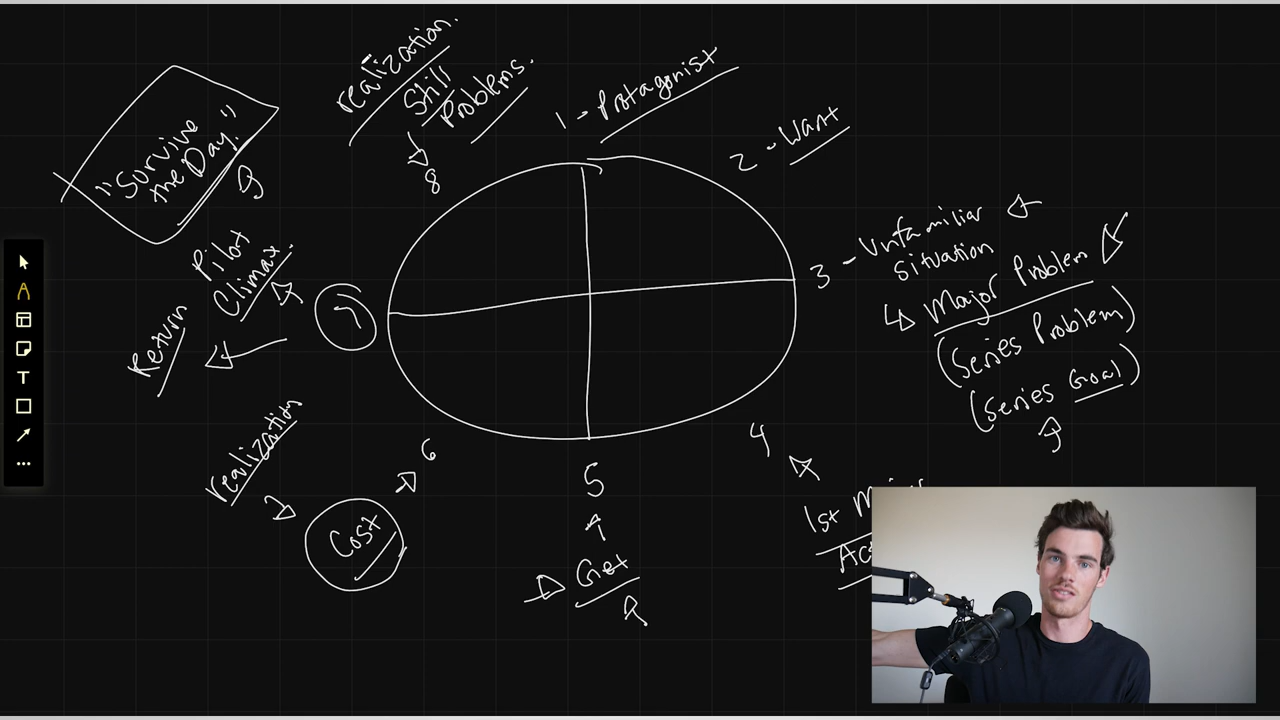 realization.
Still
Problems.
8
1 - Protagonist
2 - Want
3 - Unfamiliar
situation
Major Problem
(Series Problem)
(Series Goal)
4
1st
5
Get
6
Cost
realization
7
Pilot
Climax.
Return
"Survive
the Day."
T